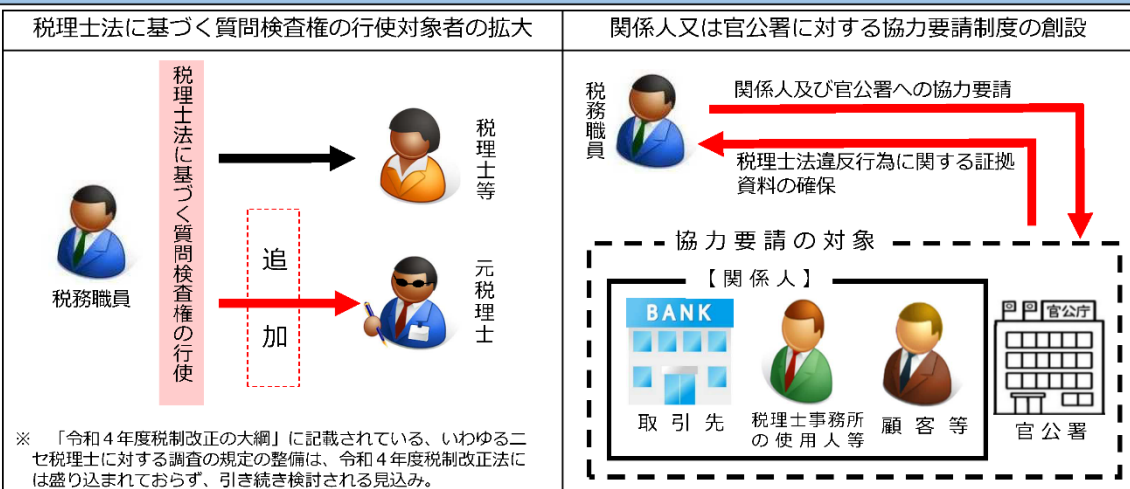 税理士法に基づく質問検査権の行使対象者の拡大
税理士法に基づく質問検査権の行使
税務職員
税理士等
追加
元税理士
※ 「令和4年度税制改正の大綱」に記載されている、いわゆるニ
セ税理士に対する調査の規定の整備は、令和4年度税制改正法に
は盛り込まれておらず、引き続き検討される見込み。
関係人又は官公署に対する協力要請制度の創設
税務職員
関係人及び官公署への協力要請
税理士法違反行為に関する証拠
資料の確保
協力要請の対象
【関係人】
BANK
取引先
税理士事務所
の使用人等
顧客等
官公庁
官公署